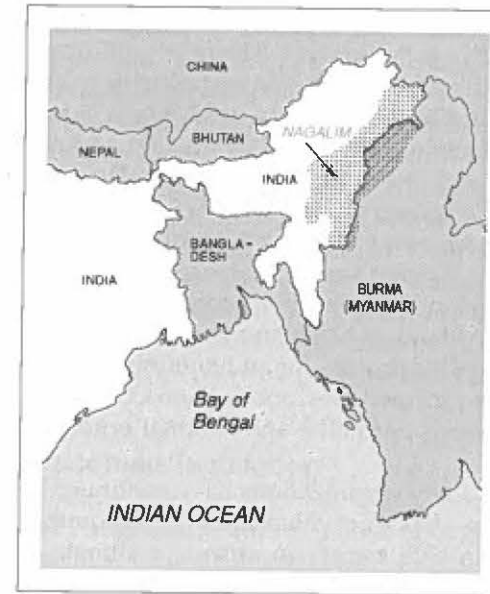 CHINA
NAGALIM
BHUTAN
NEPAL
INDIA
BANGLA-
DESH
INDIA
BURMA
(MYANMAR)
Bay of
Bengal
INDIAN OCEAN